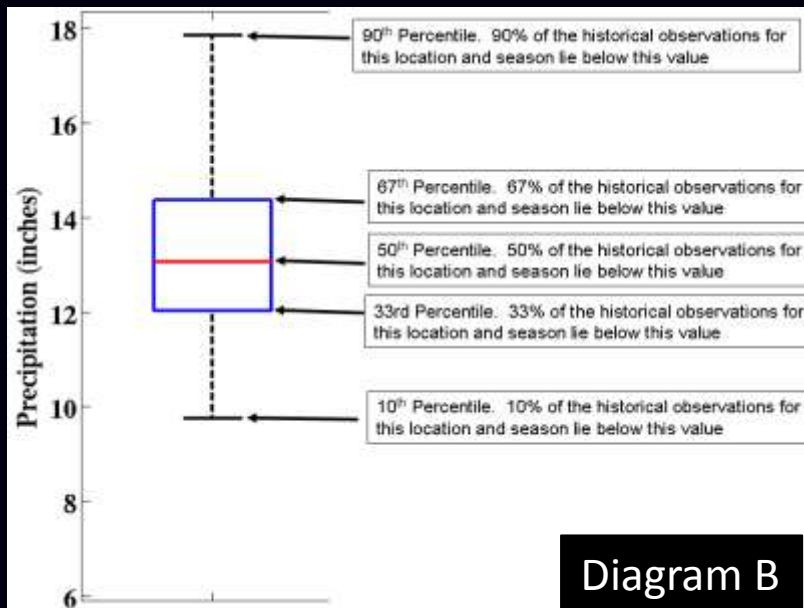 18
16
14
12
10
8
6
Precipitation (inches)
90th Percentile. 90% of the historical observations for
this location and season lie below this value
67th Percentile. 67% of the historical observations for
this location and season lie below this value
50th Percentile. 50% of the historical observations for
this location and season lie below this value
33rd Percentile. 33% of the historical observations for
this location and season lie below this value
10th Percentile. 10% of the historical observations for
this location and season lie below this value
Diagram B